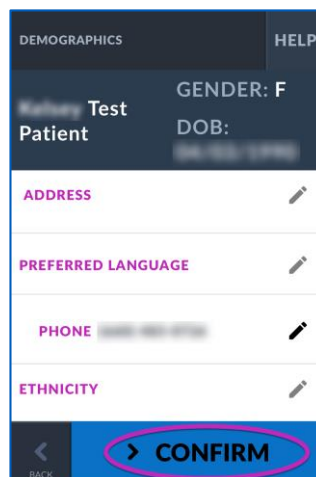 DEMOGRAPHICS HELP
Test
Patient
GENDER: F
DOB:
ADDRESS
PREFERRED LANGUAGE
PHONE
ETHNICITY
BACK
> CONFIRM